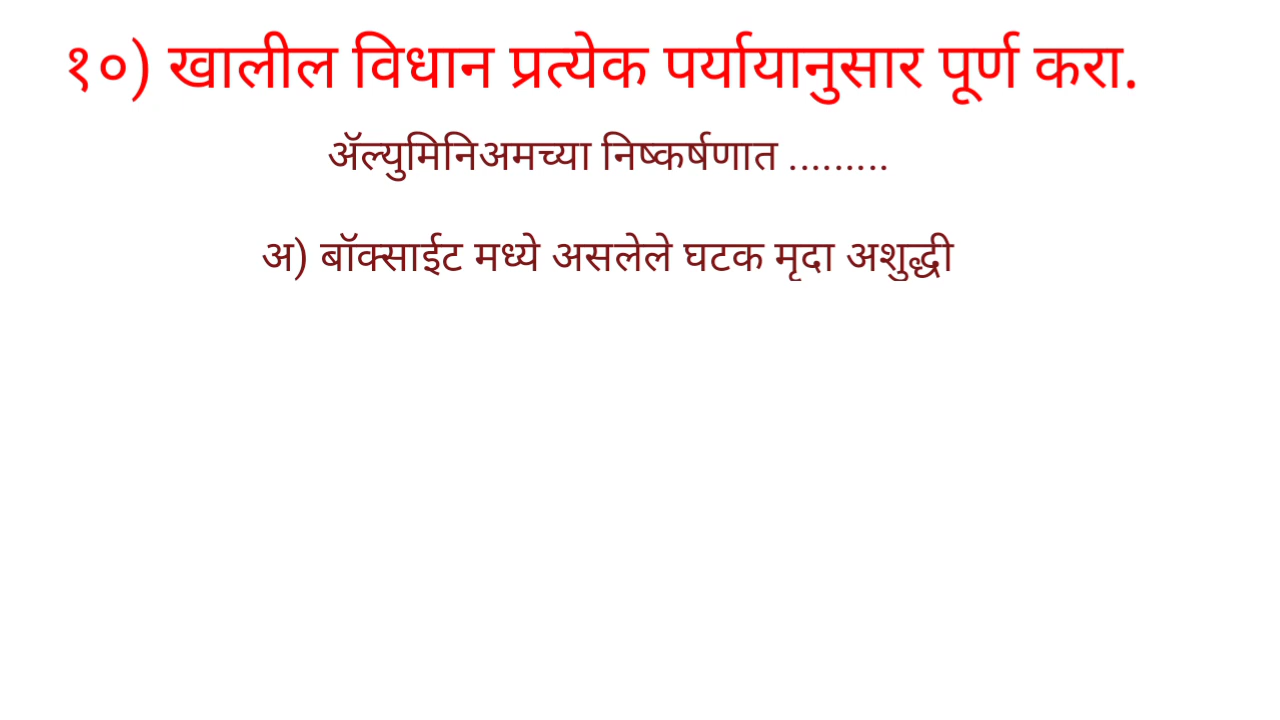 १०) खालील विधान प्रत्येक पर्यायानुसार पूर्ण करा.
ॲल्युमिनिअमच्या निष्कर्षणात .........
अ) बॉक्साईट मध्ये असलेले घटक मृदा अशुद्धी